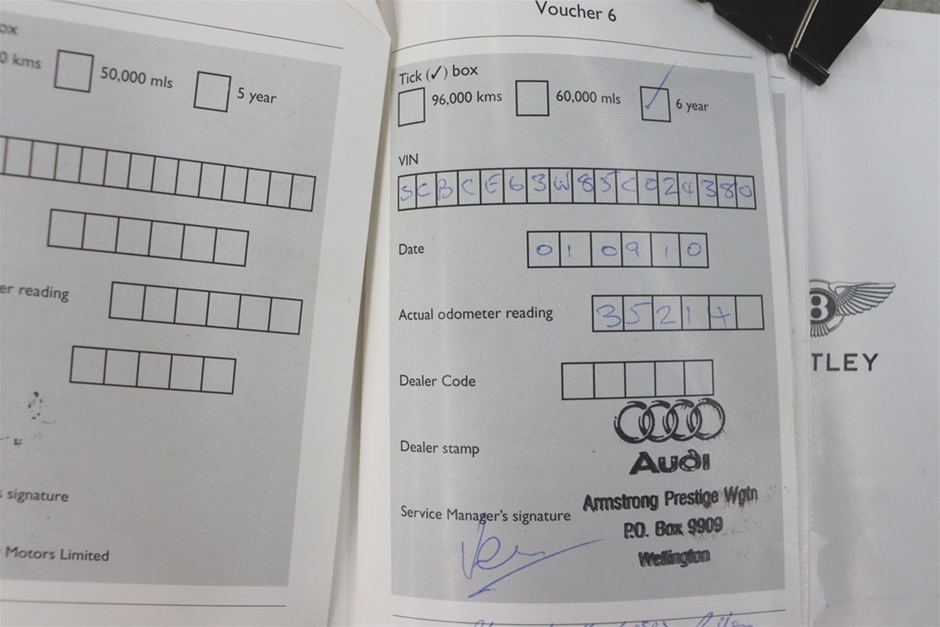 ox
0 kms 50,000 mls 5 year
er reading
signature
Motors Limited
Voucher 6
Tick (✓) box
96,000 kms 60,000 mls ✓ 6 year
VIN
SCBCE63W85C024380
Date 010910
Actual odometer reading 35214
Dealer Code
Dealer stamp
Audi
Service Manager's signature
Armstrong Prestige Wgtn
P.O. Box 9909
Wellington
B
TLEY